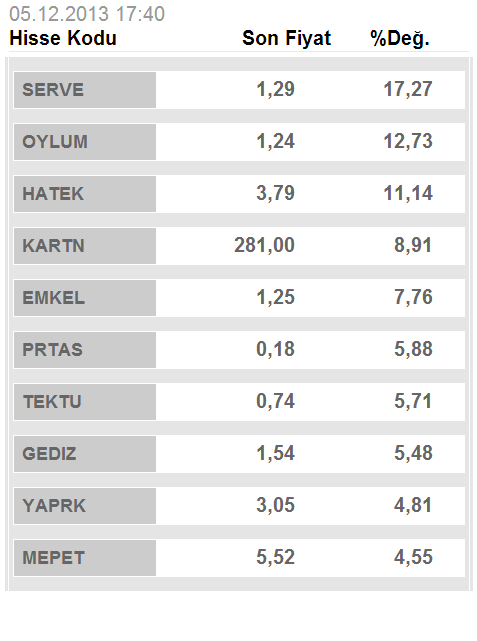 05.12.2013 17:40
Hisse Kodu Son Fiyat %Değ.
SERVE 1,29 17,27
OYLUM 1,24 12,73
HATEK 3,79 11,14
KARTN 281,00 8,91
EMKEL 1,25 7,76
PRTAS 0,18 5,88
TEKTU 0,74 5,71
GEDIZ 1,54 5,48
YAPRK 3,05 4,81
MEPET 5,52 4,55